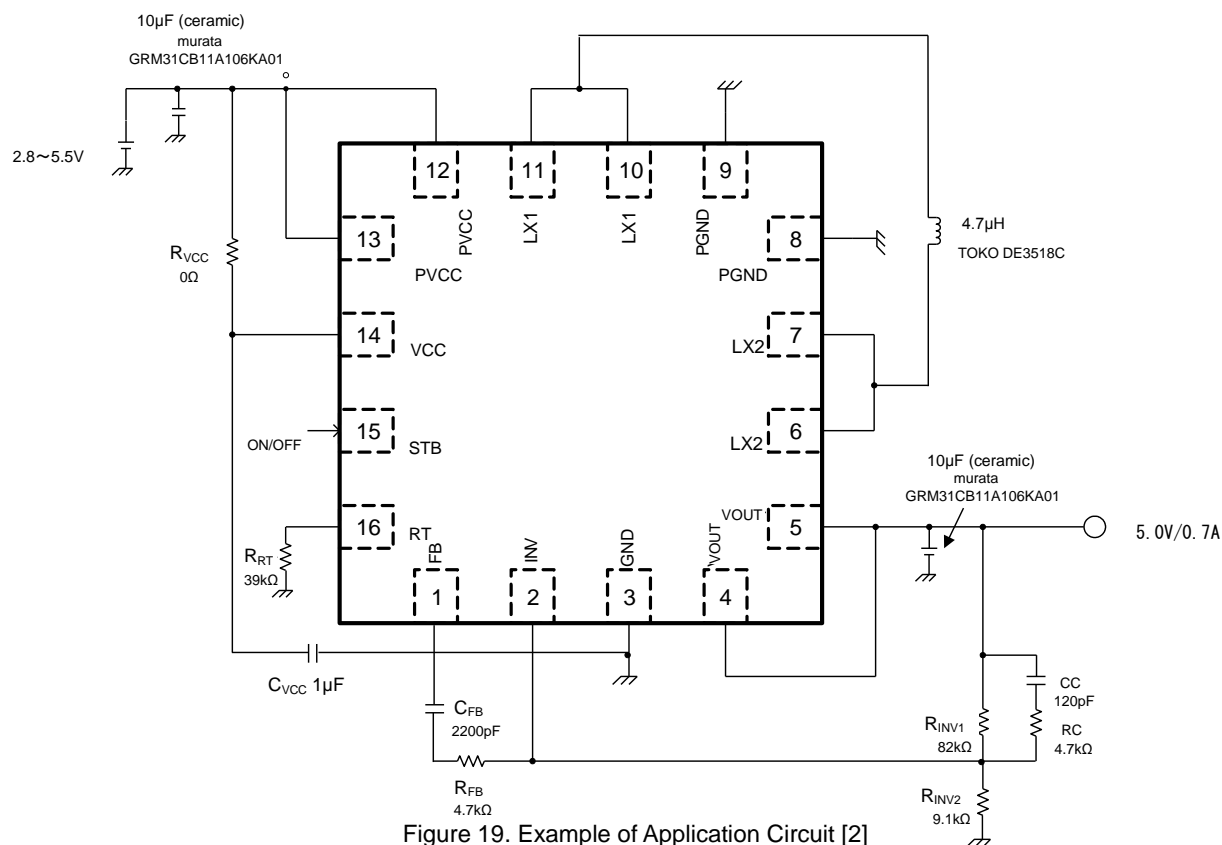 10µF (ceramic)
murata
GRM31CB11A106KA01
2.8～5.5V
12
11
10
9
PVCC
LX1
LX1
PGND
13
PVCC
8
PGND
4.7µH
TOKO DE3518C
RVCC
0Ω
14
VCC
7
LX2
ON/OFF
15
STB
6
LX2
10µF (ceramic)
murata
GRM31CB11A106KA01
16
RT
VOUT
5
5.0V/0.7A
RRT
39kΩ
FB
INV
GND
VOUT
1
2
3
4
CVCC 1µF
CFB
2200pF
RFB
4.7kΩ
RINV1
82kΩ
CC
120pF
RC
4.7kΩ
RINV2
9.1kΩ
Figure 19. Example of Application Circuit [2]